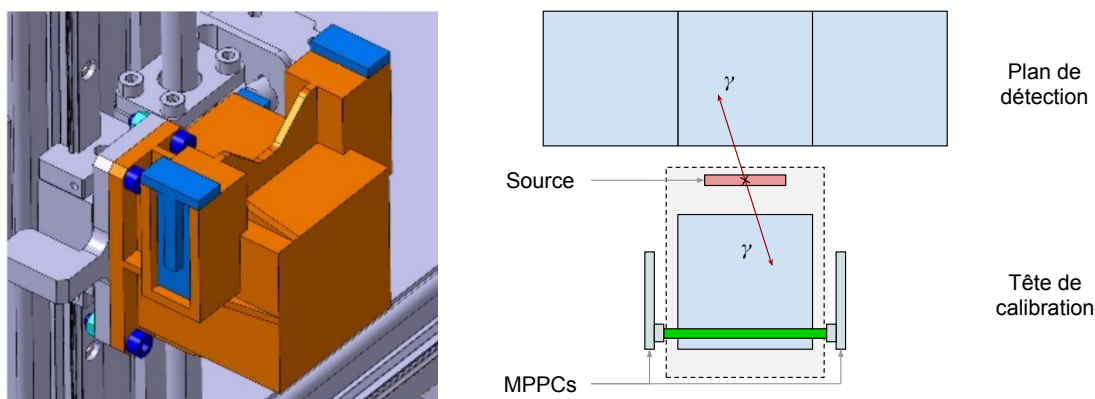 Plan de
détection
γ
Source
γ
Tête de
calibration
MPPCs